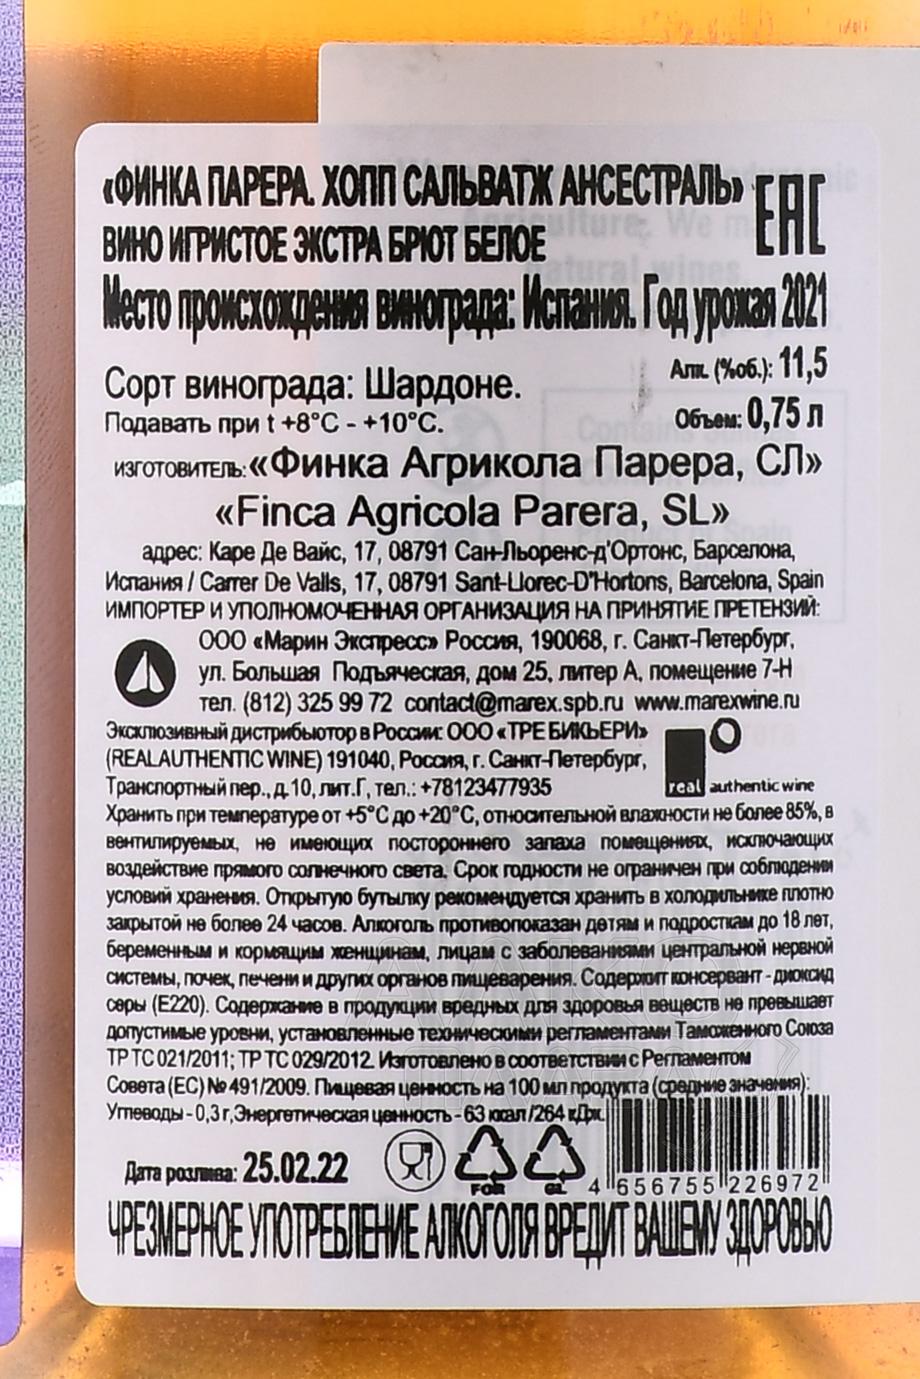 «ФИНКА ПАРЕРА. ХОПП САЛЬВАТЖ АНСЕСТРАЛЬ» EAC
ВИНО ИГРИСТОЕ ЭКСТРА БРЮТ БЕЛОЕ
Место происхождения винограда: Испания. Год урожая 2021
Сорт винограда: Шардоне. Алк. (%об.): 11,5
Подавать при t +8°C - +10°C. Объем: 0,75 л
ИЗГОТОВИТЕЛЬ: «Финка Агрикола Парера, СЛ»
«Finca Agricola Parera, SL»
адрес: Каре Де Вайс, 17, 08791 Сан-Льоренс-д'Ортонс, Барселона,
Испания / Carrer De Valls, 17, 08791 Sant-Llorec-D'Hortons, Barcelona, Spain
ИМПОРТЕР И УПОЛНОМОЧЕННАЯ ОРГАНИЗАЦИЯ НА ПРИНЯТИЕ ПРЕТЕНЗИЙ:
ООО «Марин Экспресс» Россия, 190068, г. Санкт-Петербург,
ул. Большая Подъяческая, дом 25, литер А, помещение 7-Н
тел. (812) 325 99 72 contact@marex.spb.ru www.marexwine.ru
Эксклюзивный дистрибьютор в России: ООО «ТРЕ БИКЬЕРИ»
(REALAUTHENTIC WINE) 191040, Россия, г. Санкт-Петербург,
Транспортный пер., д.10, лит.Г, тел.: +78123477935
real authentic wine
Хранить при температуре от +5°C до +20°C, относительной влажности не более 85%, в
вентилируемых, не имеющих постороннего запаха помещениях, исключающих
воздействие прямого солнечного света. Срок годности не ограничен при соблюдении
условий хранения. Открытую бутылку рекомендуется хранить в холодильнике плотно
закрытой не более 24 часов. Алкоголь противопоказан детям и подросткам до 18 лет,
беременным и кормящим женщинам, лицам с заболеваниями центральной нервной
системы, почек, печени и других органов пищеварения. Содержит консервант - диоксид
серы (Е220). Содержание в продукции вредных для здоровья веществ не превышает
допустимые уровни, установленные техническими регламентами Таможенного Союза
ТР ТС 021/2011; ТР ТС 029/2012. Изготовлено в соответствии с Регламентом
Совета (ЕС) № 491/2009. Пищевая ценность на 100 мл продукта (средние значения):
Углеводы - 0,3 г, Энергетическая ценность - 63 ккал /264 кДж.
Дата розлива: 25.02.22
FOR GL 4 656755 226972
ЧРЕЗМЕРНОЕ УПОТРЕБЛЕНИЕ АЛКОГОЛЯ ВРЕДИТ ВАШЕМУ ЗДОРОВЬЮ